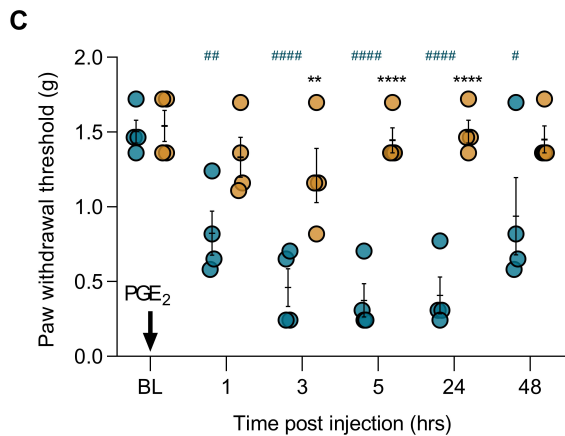 C
## #### #### #### #
** **** ****
Paw withdrawal threshold (g)
2.0
1.5
1.0
0.5
0.0
PGE₂
BL 1 3 5 24 48
Time post injection (hrs)